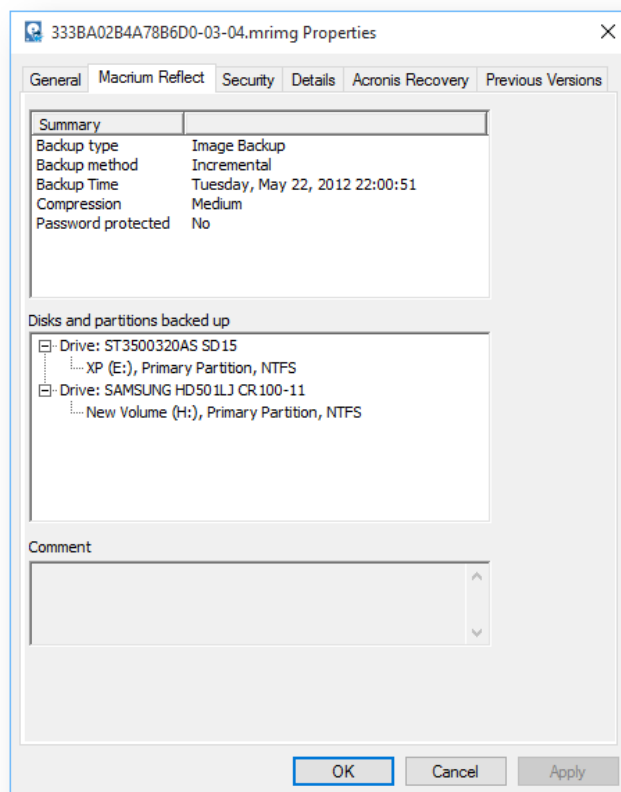 333BA02B4A78B6D0-03-04.mrimg Properties
General Macrium Reflect Security Details Acronis Recovery Previous Versions
Summary
Backup type Image Backup
Backup method Incremental
Backup Time Tuesday, May 22, 2012 22:00:51
Compression Medium
Password protected No
Disks and partitions backed up
Drive: ST3500320AS SD15
XP (E:), Primary Partition, NTFS
Drive: SAMSUNG HD501LJ CR100-11
New Volume (H:), Primary Partition, NTFS
Comment
OK Cancel Apply